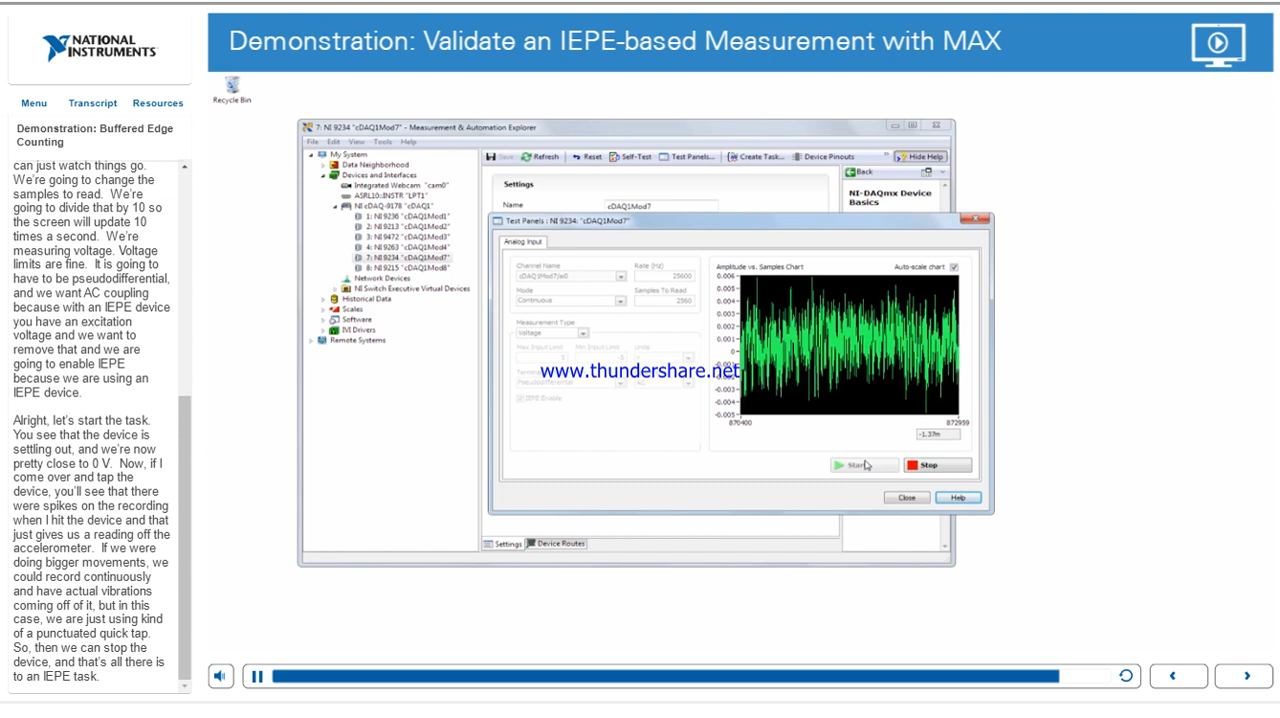 NATIONAL
INSTRUMENTS
Demonstration: Validate an IEPE-based Measurement with MAX
Menu Transcript Resources
Demonstration: Buffered Edge
Counting
can just watch things go.
We're going to change the
samples to read. We're
going to divide that by 10 so
the screen will update 10
times a second. We're
measuring voltage. Voltage
limits are fine. It is going to
have to be pseudodifferential,
and we want AC coupling
because with an IEPE device
you have an excitation
voltage and we want to
remove that and we are
going to enable IEPE
because we are using an
IEPE device.
Alright, let's start the task.
You see that the device is
settling out, and we're now
pretty close to 0 V. Now, if I
come over and tap the
device, you'll see that there
were spikes on the recording
when I hit the device and that
just gives us a reading off the
accelerometer. If we were
doing bigger movements, we
could record continuously
and have actual vibrations
coming off of it, but in this
case, we are just using kind
of a punctuated quick tap.
So, then we can stop the
device, and that's all there is
to an IEPE task.
Recycle Bin
7: NI 9234 "cDAQ1Mod7" - Measurement & Automation Explorer
File Edit View Tools Help
My System
Data Neighborhood
Devices and Interfaces
Integrated Webcam "cam0"
ASRL10::INSTR "LPT1"
NI cDAQ-9178 "cDAQ1"
1: NI 9236 "cDAQ1Mod1"
2: NI 9213 "cDAQ1Mod2"
3: NI 9472 "cDAQ1Mod3"
4: NI 9263 "cDAQ1Mod4"
7: NI 9234 "cDAQ1Mod7"
8: NI 9215 "cDAQ1Mod8"
Network Devices
NI Switch Executive Virtual Devices
Historical Data
Scales
Software
IVI Drivers
Remote Systems
Save Refresh Reset Self-Test Test Panels... Create Task... Device Pinouts Hide Help
Settings
Name cDAQ1Mod7
Back
NI-DAQmx Device
Basics
Test Panels : NI 9234: "cDAQ1Mod7"
Analog Input
Channel Name Rate (Hz)
cDAQ1Mod7/ai0 25600
Mode Samples To Read
Continuous 2560
Measurement Type
Voltage
Max Input Limit Min Input Limit Units
5 -5 V
Pseudodifferential AC
IEPE Enable
www.thundershare.net
Amplitude vs. Samples Chart Auto-scale chart
0.006
0.005
0.004
0.003
0.002
0.001
0
-0.003
-0.004
-0.005
870400 872959
-1.37m
Start Stop
Close Help
Settings Device Routes